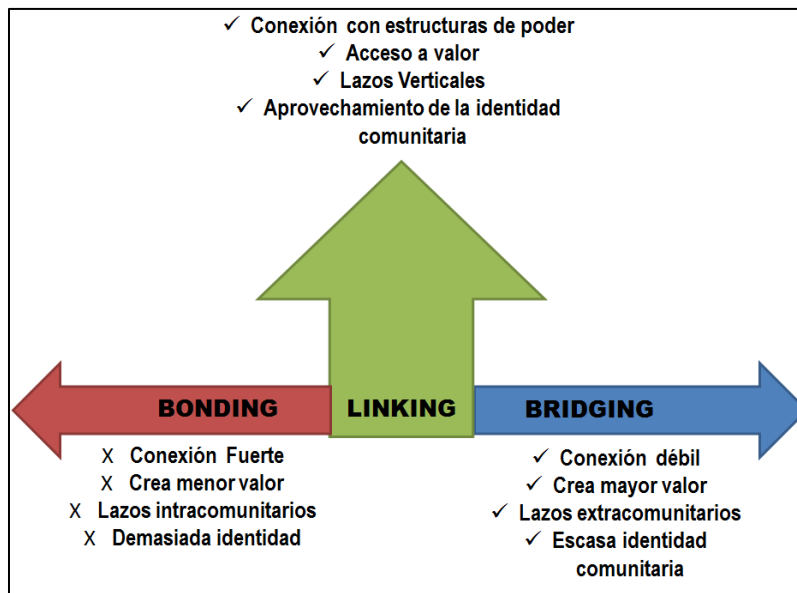 ✓ Conexión con estructuras de poder
✓ Acceso a valor
✓ Lazos Verticales
✓ Aprovechamiento de la identidad
comunitaria
BONDING
LINKING
BRIDGING
X Conexión Fuerte
X Crea menor valor
X Lazos intracomunitarios
X Demasiada identidad
✓ Conexión débil
✓ Crea mayor valor
✓ Lazos extracomunitarios
✓ Escasa identidad
comunitaria